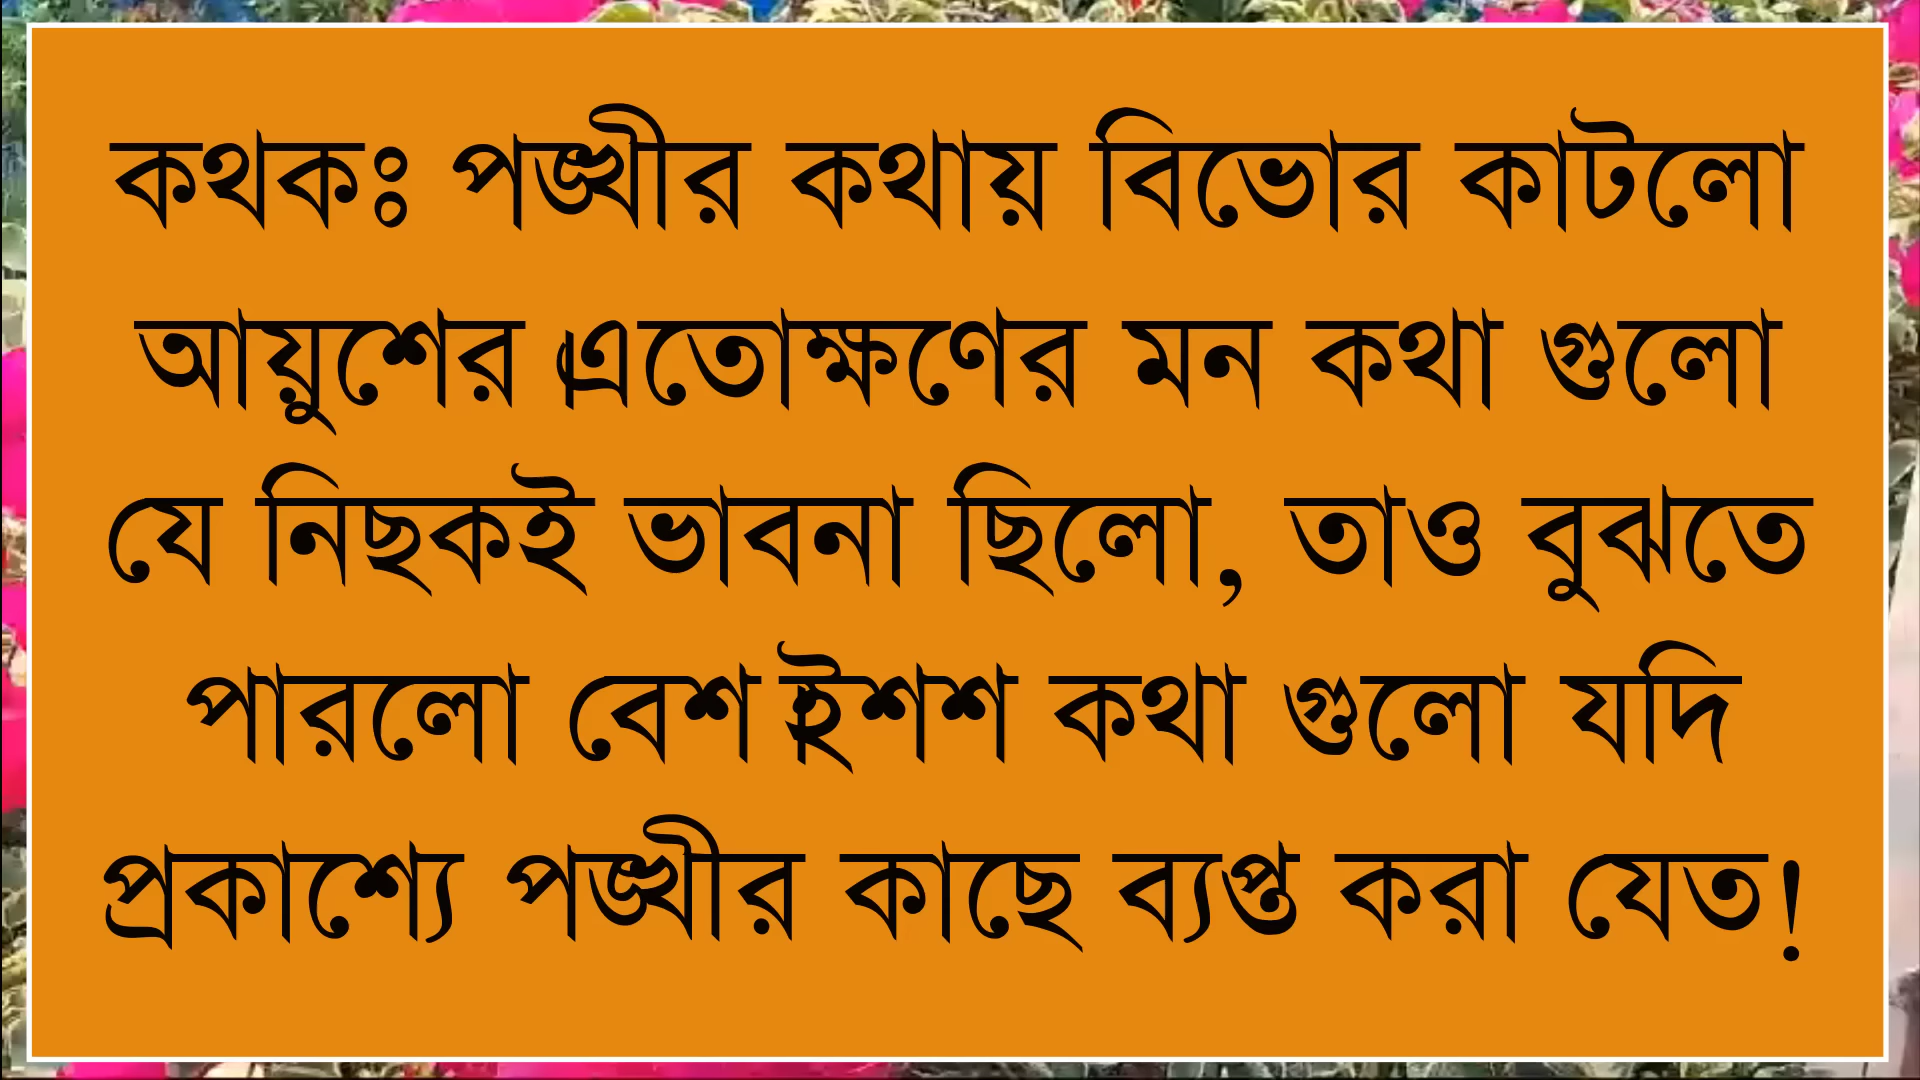 কথকঃ পঙ্খীর কথায় বিভোর কাটলো
আয়ুশের।এতোক্ষণের মন কথা গুলো
যে নিছকই ভাবনা ছিলো, তাও বুঝতে
পারলো বেশ।ইশশ কথা গুলো যদি
প্রকাশ্যে পঙ্খীর কাছে ব্যপ্ত করা যেত!